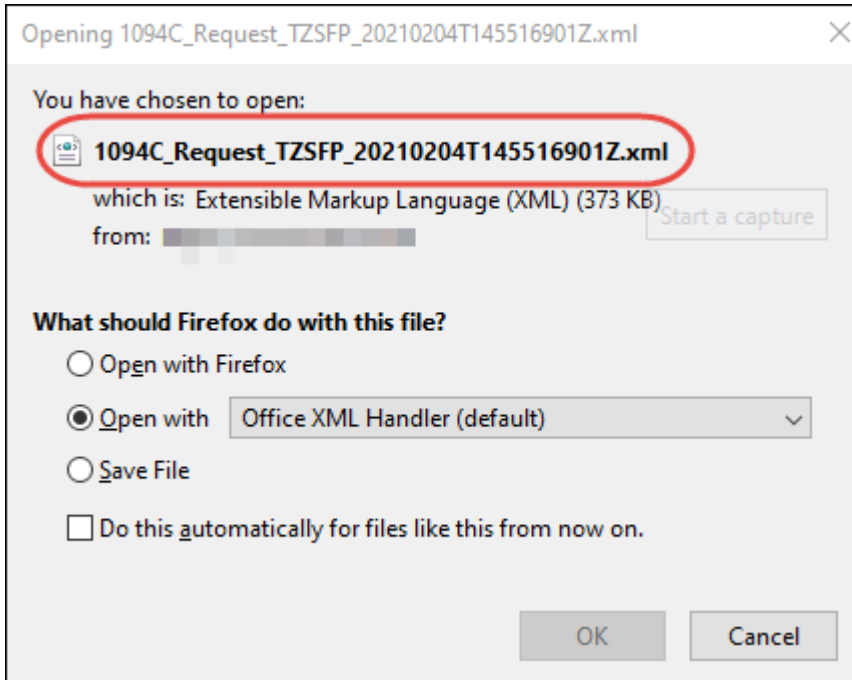 Opening 1094C_Request_TZSFP_20210204T145516901Z.xml
You have chosen to open:
1094C_Request_TZSFP_20210204T145516901Z.xml
which is: Extensible Markup Language (XML) (373 KB)
Start a capture
from:
What should Firefox do with this file?
Open with Firefox
Open with Office XML Handler (default)
Save File
Do this automatically for files like this from now on.
OK Cancel